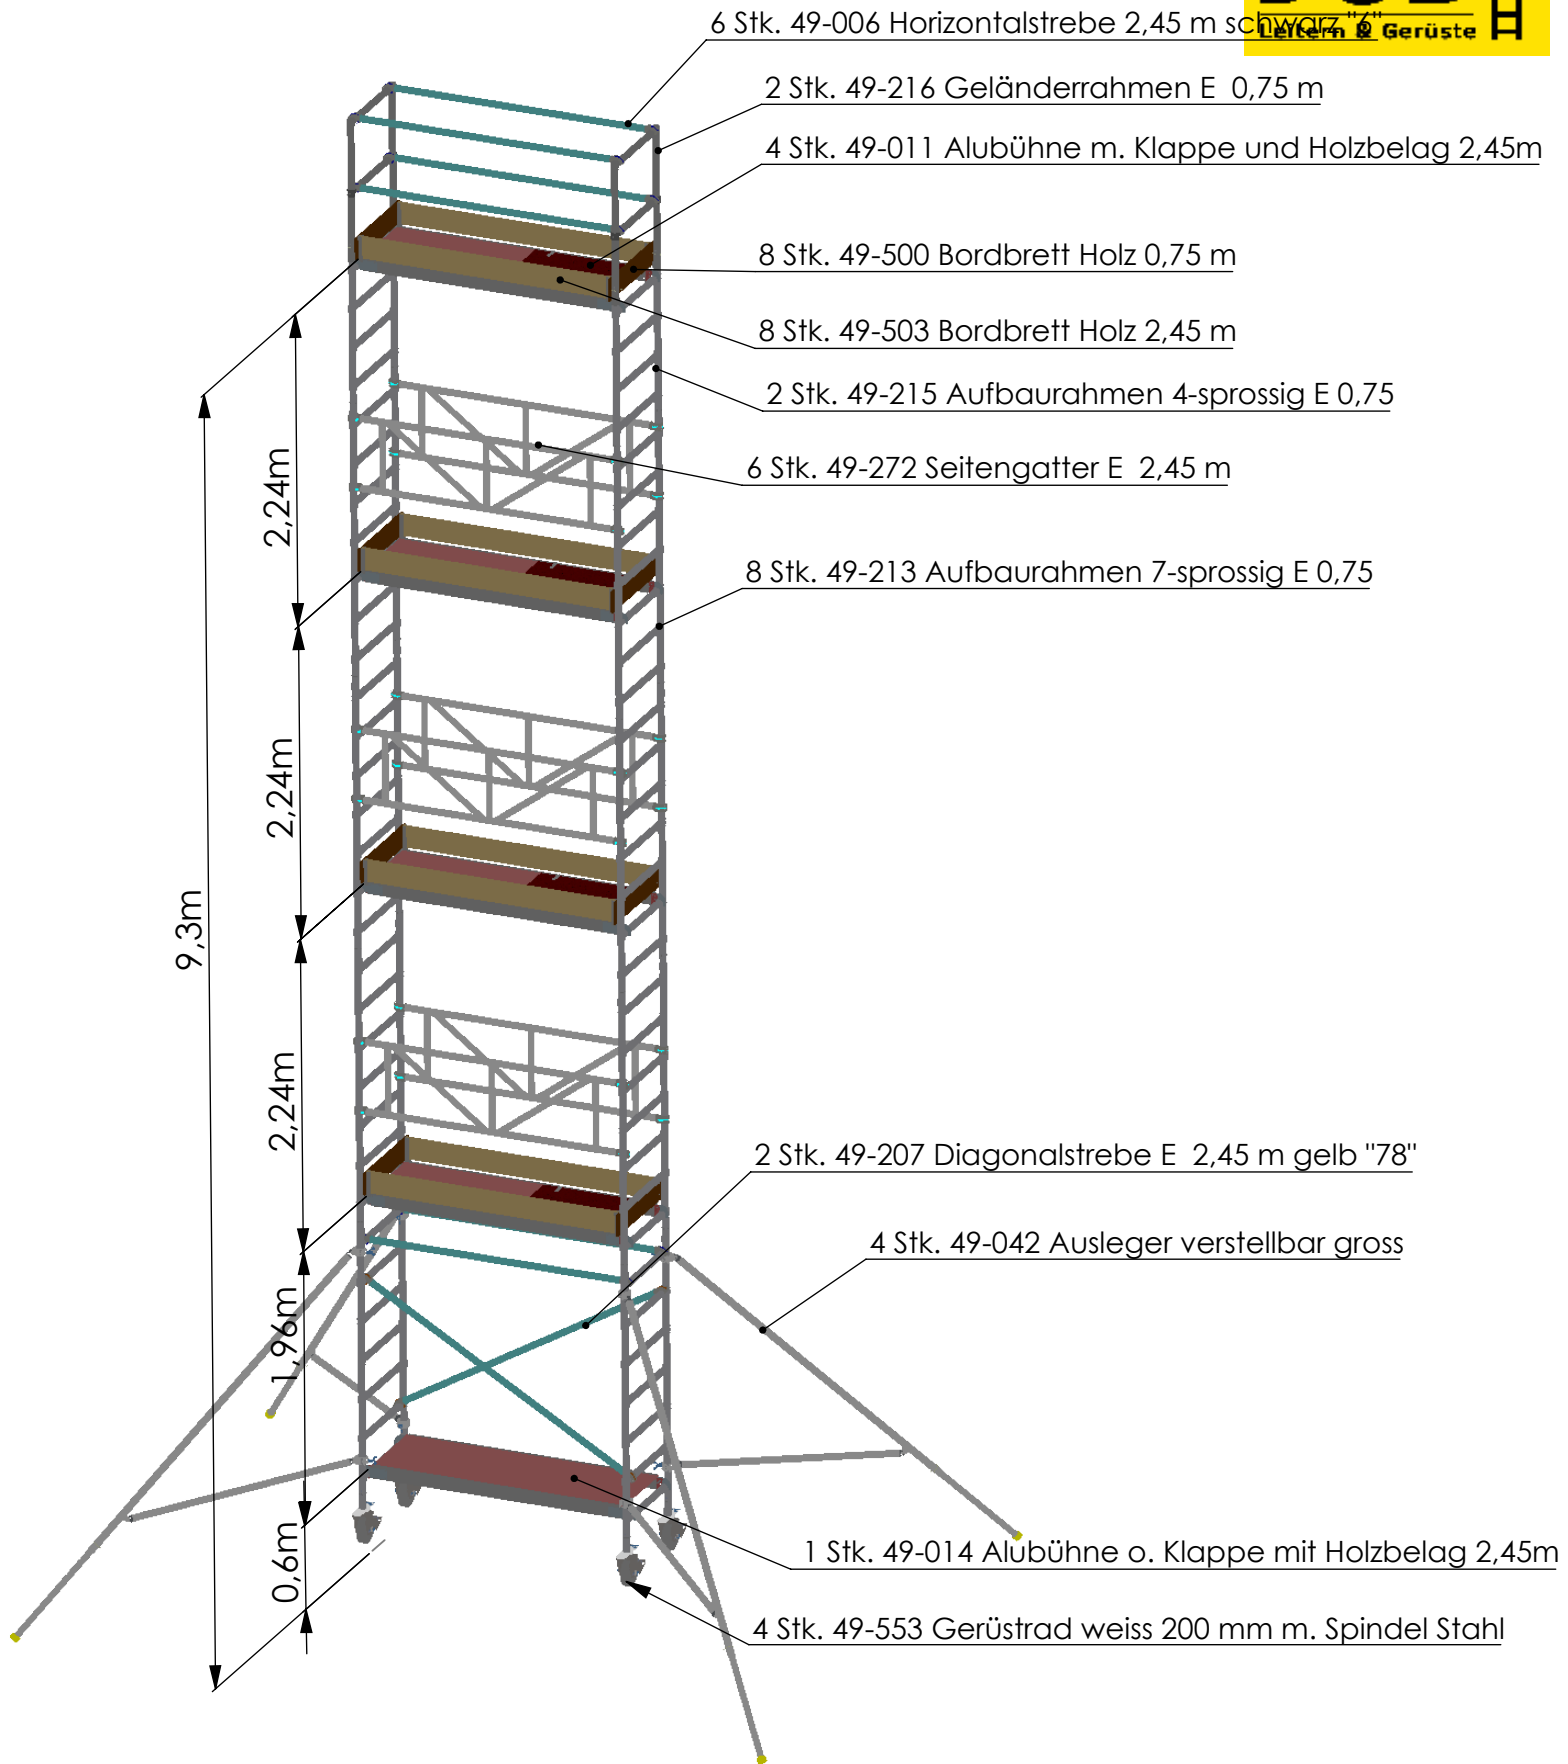 6 Stk. 49-006 Horizontalstrebe 2,45 m schwarz "6"
Leitern & Gerüste
2 Stk. 49-216 Geländerrahmen E  0,75 m
4 Stk. 49-011 Alubühne m. Klappe und Holzbelag 2,45m
8 Stk. 49-500 Bordbrett Holz 0,75 m
8 Stk. 49-503 Bordbrett Holz 2,45 m
2 Stk. 49-215 Aufbaurahmen 4-sprossig E 0,75
6 Stk. 49-272 Seitengatter E  2,45 m
2,24m
8 Stk. 49-213 Aufbaurahmen 7-sprossig E 0,75
2,24m
9,3m
2,24m
2 Stk. 49-207 Diagonalstrebe E  2,45 m gelb "78"
4 Stk. 49-042 Ausleger verstellbar gross
1,96m
1 Stk. 49-014 Alubühne o. Klappe mit Holzbelag 2,45m
0,6m
4 Stk. 49-553 Gerüstrad weiss 200 mm m. Spindel Stahl